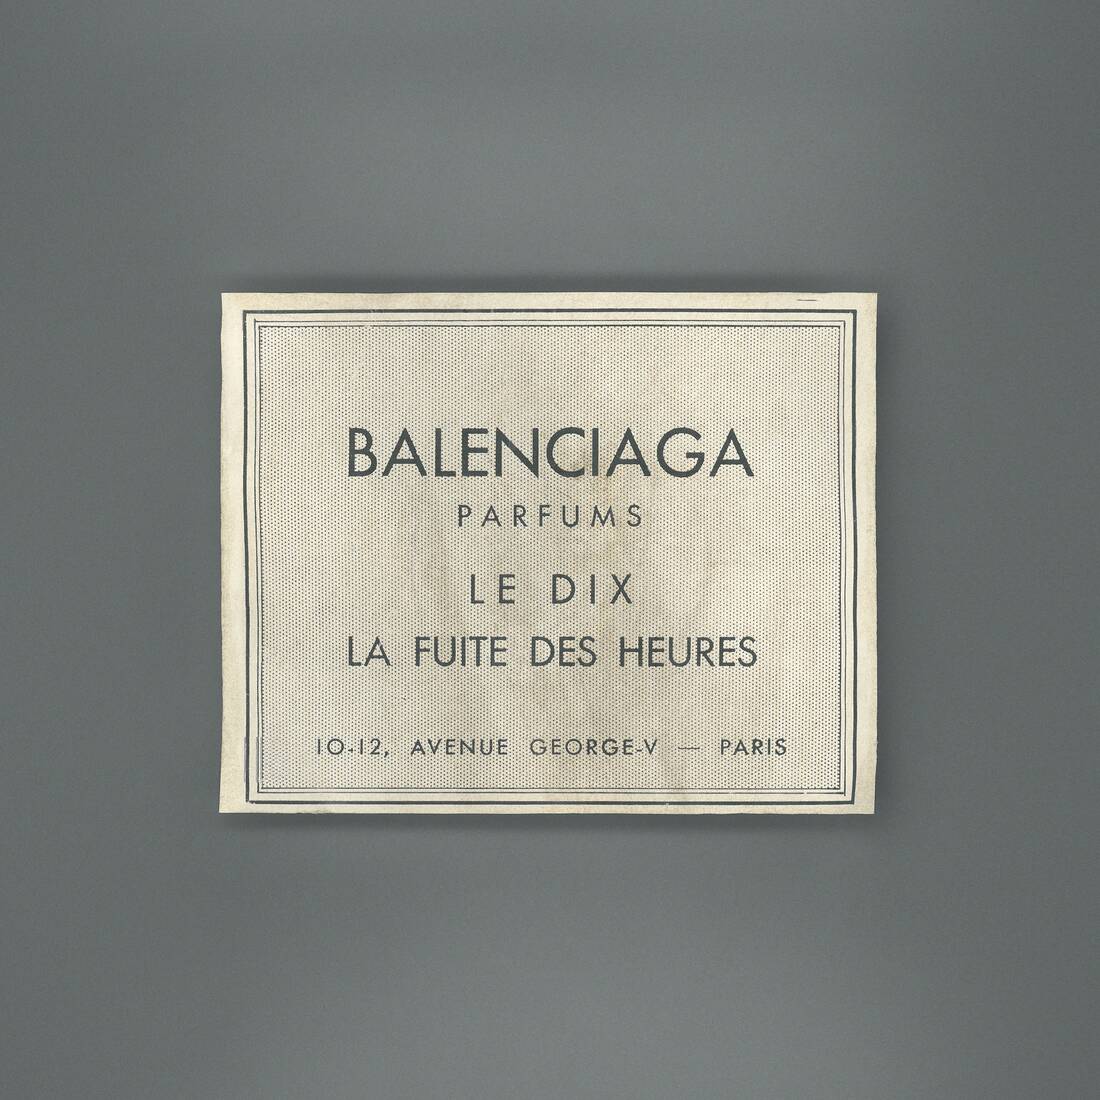 BALENCIAGA
PARFUMS
LE DIX
LA FUITE DES HEURES
10-12, AVENUE GEORGE-V — PARIS